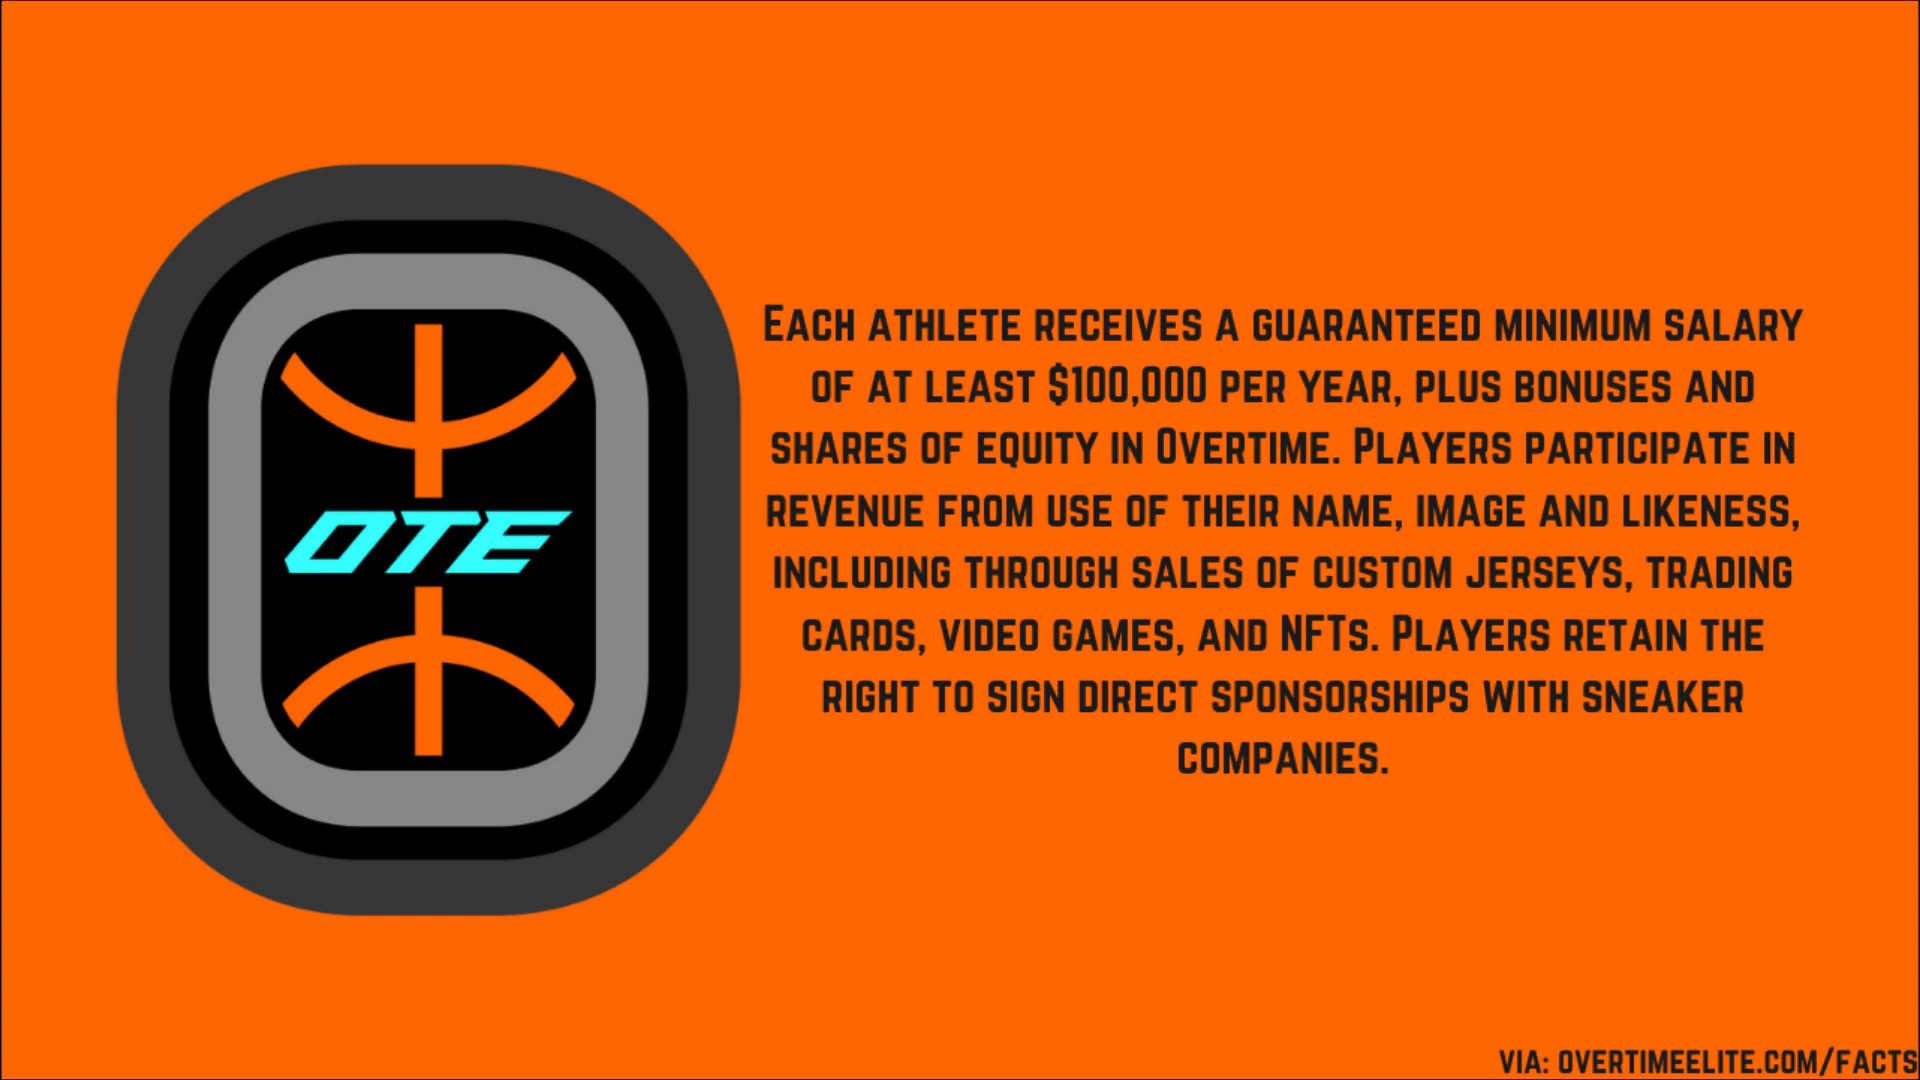 OTE
Each athlete receives a guaranteed minimum salary
of at least $100,000 per year, plus bonuses and
shares of equity in Overtime. Players participate in
revenue from use of their name, image and likeness,
including through sales of custom jerseys, trading
cards, video games, and NFTs. Players retain the
right to sign direct sponsorships with sneaker
companies.
via: overtimeelite.com/facts